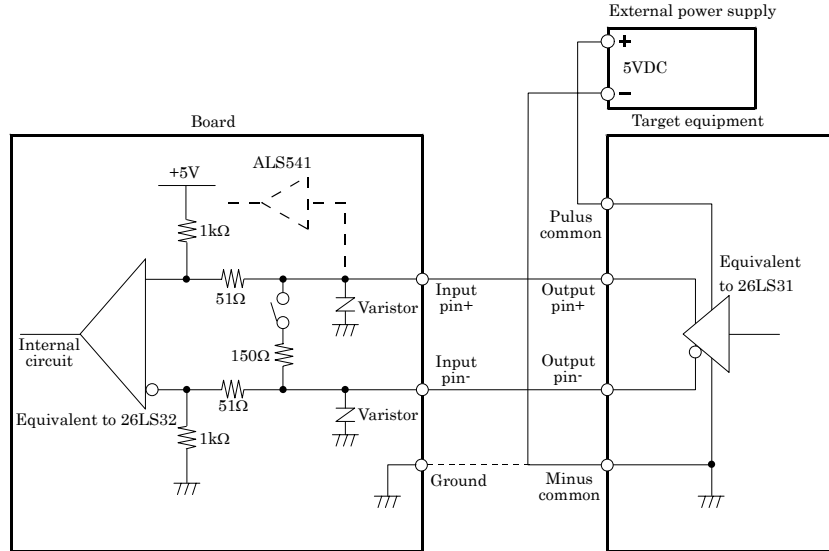 External power supply
+
5VDC
−
Board
Target equipment
ALS541
+5V
1kΩ
Pulus
common
Equivalent
to 26LS31
51Ω
Varistor
Input
pin+
Output
pin+
Internal
circuit
150Ω
Input
pin-
Output
pin-
51Ω
Equivalent to 26LS32
Varistor
1kΩ
Ground
Minus
common